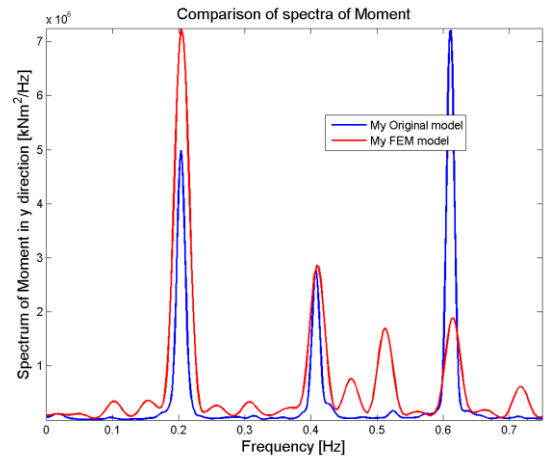 Comparison of spectra of Moment
x 10^6
7
6
5
4
3
2
1
0
0.1
0.2
0.3
0.4
0.5
0.6
0.7
Spectrum of Moment in y direction [kNm²/Hz]
Frequency [Hz]
My Original model
My FEM model